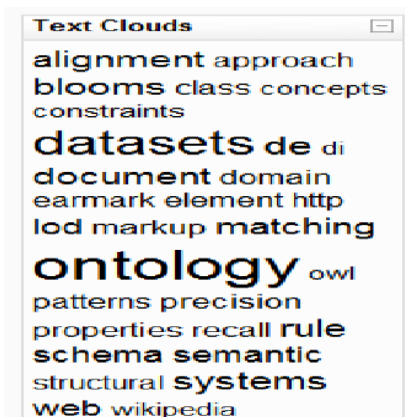 Text Clouds
alignment approach
blooms class concepts
constraints
datasets de di
document domain
earmark element http
lod markup matching
ontology owl
patterns precision
properties recall rule
schema semantic
structural systems
web wikipedia